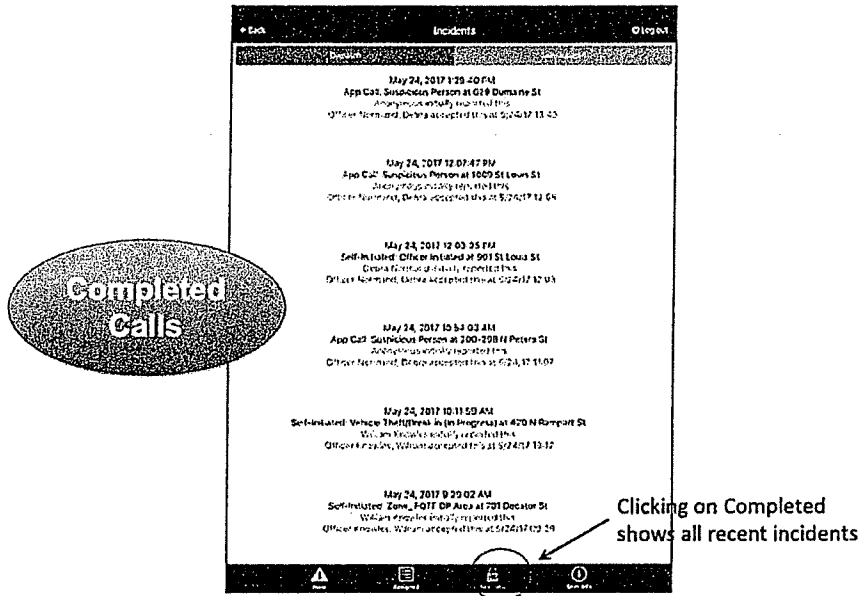 Back Incidents Log out
May 24, 2017 1:29:40 PM
App Call: Suspicious Person at 629 Dumaine St
Anonymous initially reported this
Officer Normand, Debra accepted this at 5/24/17 13:43
May 24, 2017 12:07:47 PM
App Call: Suspicious Person at 1000 St Louis St
Anonymous initially reported this
Officer Normand, Debra accepted this at 5/24/17 12:08
May 24, 2017 12:03:35 PM
Self-Initiated: Officer Initiated at 901 St Louis St
Debra Normand initially reported this
Officer Normand, Debra accepted this at 5/24/17 12:03
Completed
Calls
May 24, 2017 10:54:03 AM
App Call: Suspicious Person at 200-298 N Peters St
Anonymous initially reported this
Officer Normand, Debra accepted this at 5/24/17 11:07
May 24, 2017 10:11:59 AM
Self-Initiated: Vehicle Theft/Break-in (In Progress) at 420 N Rampart St
William Knowles initially reported this
Officer Knowles, William accepted this at 5/24/17 10:12
May 24, 2017 9:29:02 AM
Self-Initiated: Zone_FQTF DP Area at 701 Decatur St
William Knowles initially reported this
Officer Knowles, William accepted this at 5/24/17 09:29
Clicking on Completed
shows all recent incidents
Assigned